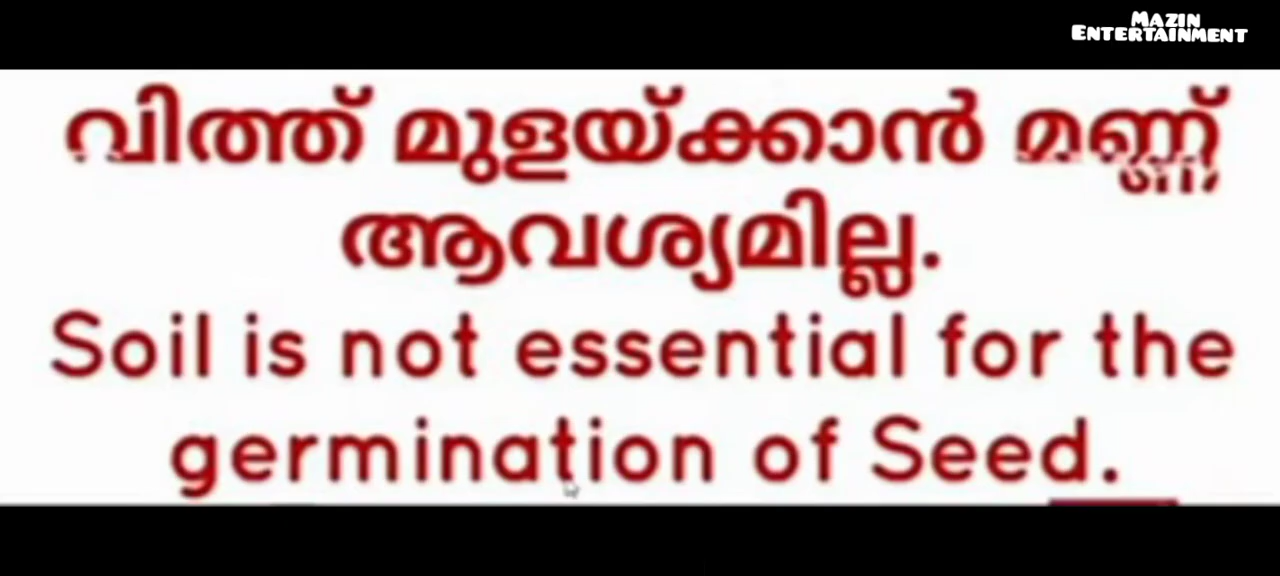 MAZIN
ENTERTAINMENT
വിത്ത് മുളയ്ക്കാൻ മണ്ണ്
ആവശ്യമില്ല.
Soil is not essential for the
germination of Seed.